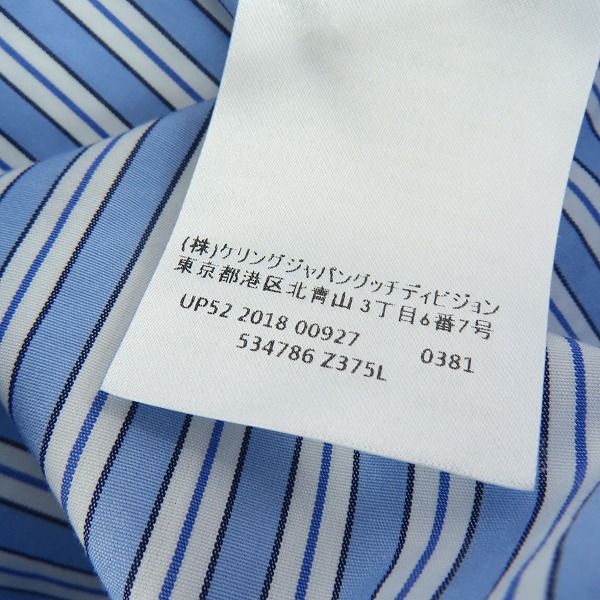 (株)ケリングジャパングッチディビジョン
東京都港区北青山3丁目6番7号
UP52 2018 00927 0381
534786 Z375L